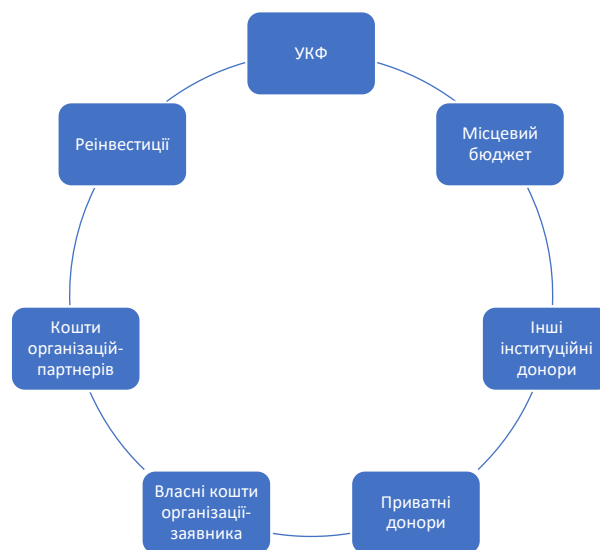 УКФ
Місцевий
бюджет
Інші
інституційні
донори
Приватні
донори
Власні кошти
організації-
заявника
Кошти
організацій-
партнерів
Реінвестиції